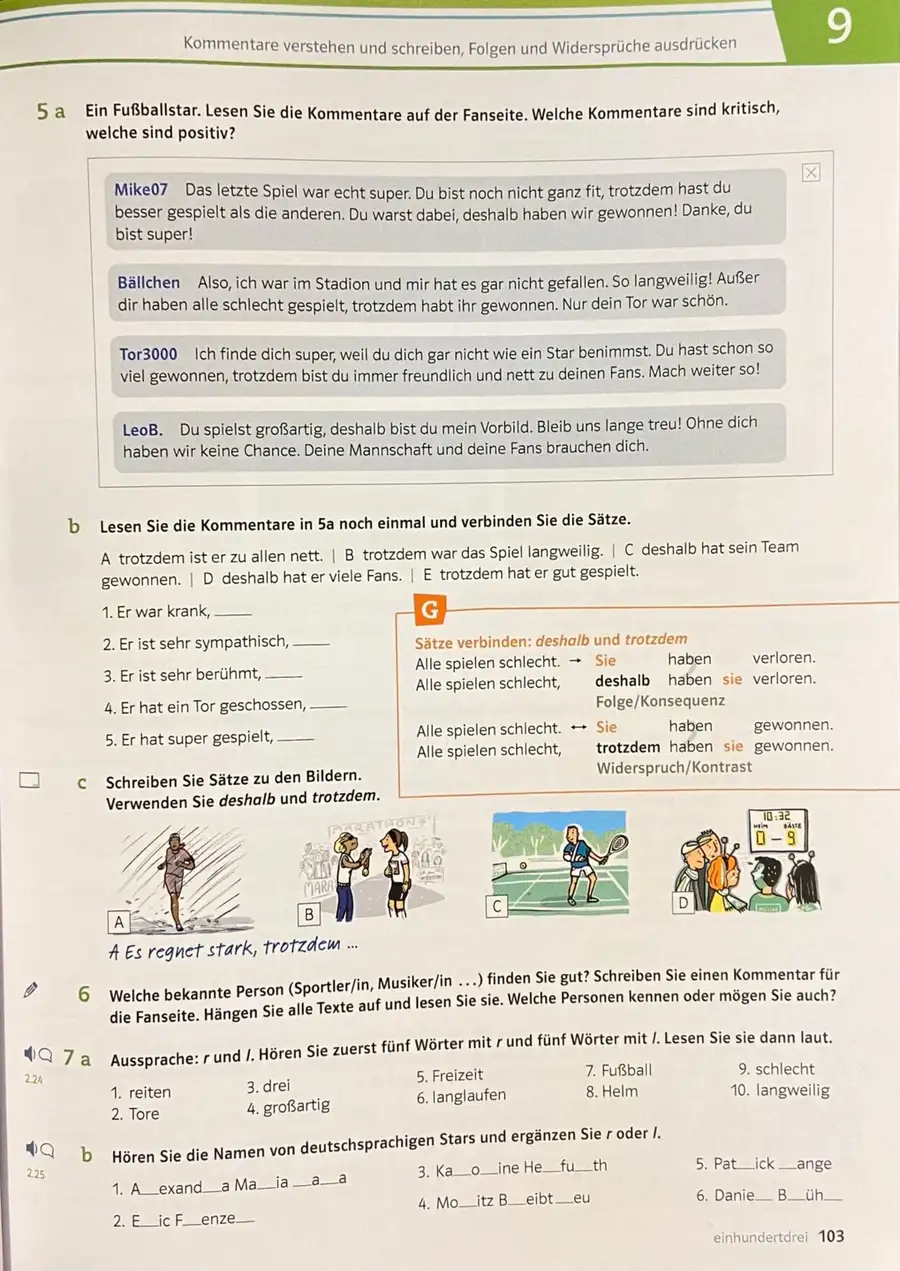 Kommentare verstehen und schreiben, Folgen und Widersprüche ausdrücken
9
5 a Ein Fußballstar. Lesen Sie die Kommentare auf der Fanseite. Welche Kommentare sind kritisch,
welche sind positiv?
Mike07 Das letzte Spiel war echt super. Du bist noch nicht ganz fit, trotzdem hast du
besser gespielt als die anderen. Du warst dabei, deshalb haben wir gewonnen! Danke, du
bist super!
Bällchen Also, ich war im Stadion und mir hat es gar nicht gefallen. So langweilig! Außer
dir haben alle schlecht gespielt, trotzdem habt ihr gewonnen. Nur dein Tor war schön.
Tor3000 Ich finde dich super, weil du dich gar nicht wie ein Star benimmst. Du hast schon so
viel gewonnen, trotzdem bist du immer freundlich und nett zu deinen Fans. Mach weiter so!
LeoB. Du spielst großartig, deshalb bist du mein Vorbild. Bleib uns lange treu! Ohne dich
haben wir keine Chance. Deine Mannschaft und deine Fans brauchen dich.
b Lesen Sie die Kommentare in 5a noch einmal und verbinden Sie die Sätze.
A trotzdem ist er zu allen nett. | B trotzdem war das Spiel langweilig. | C deshalb hat sein Team
gewonnen. | D deshalb hat er viele Fans. | E trotzdem hat er gut gespielt.
1. Er war krank, ____
2. Er ist sehr sympathisch, ____
3. Er ist sehr berühmt, ____
4. Er hat ein Tor geschossen, ____
5. Er hat super gespielt, ____
G
Sätze verbinden: deshalb und trotzdem
Alle spielen schlecht. → Sie haben verloren.
Alle spielen schlecht, deshalb haben sie verloren.
Folge/Konsequenz
Alle spielen schlecht. ↔ Sie haben gewonnen.
Alle spielen schlecht, trotzdem haben sie gewonnen.
Widerspruch/Kontrast
c Schreiben Sie Sätze zu den Bildern.
Verwenden Sie deshalb und trotzdem.
MARATHON
MARA
10:32
HEIM GÄSTE
0 – 9
A
B
C
D
A Es regnet stark, trotzdem ...
6 Welche bekannte Person (Sportler/in, Musiker/in ...) finden Sie gut? Schreiben Sie einen Kommentar für
die Fanseite. Hängen Sie alle Texte auf und lesen Sie sie. Welche Personen kennen oder mögen Sie auch?
7 a Aussprache: r und l. Hören Sie zuerst fünf Wörter mit r und fünf Wörter mit l. Lesen Sie sie dann laut.
2.24
1. reiten 3. drei 5. Freizeit 7. Fußball 9. schlecht
2. Tore 4. großartig 6. langlaufen 8. Helm 10. langweilig
b Hören Sie die Namen von deutschsprachigen Stars und ergänzen Sie r oder l.
2.25
1. A__exand__a Ma__ia __a__a 3. Ka__o__ine He__fu__th 5. Pat__ick __ange
2. E__ic F__enze__ 4. Mo__itz B__eibt__eu 6. Danie__ B__üh__
einhundertdrei 103